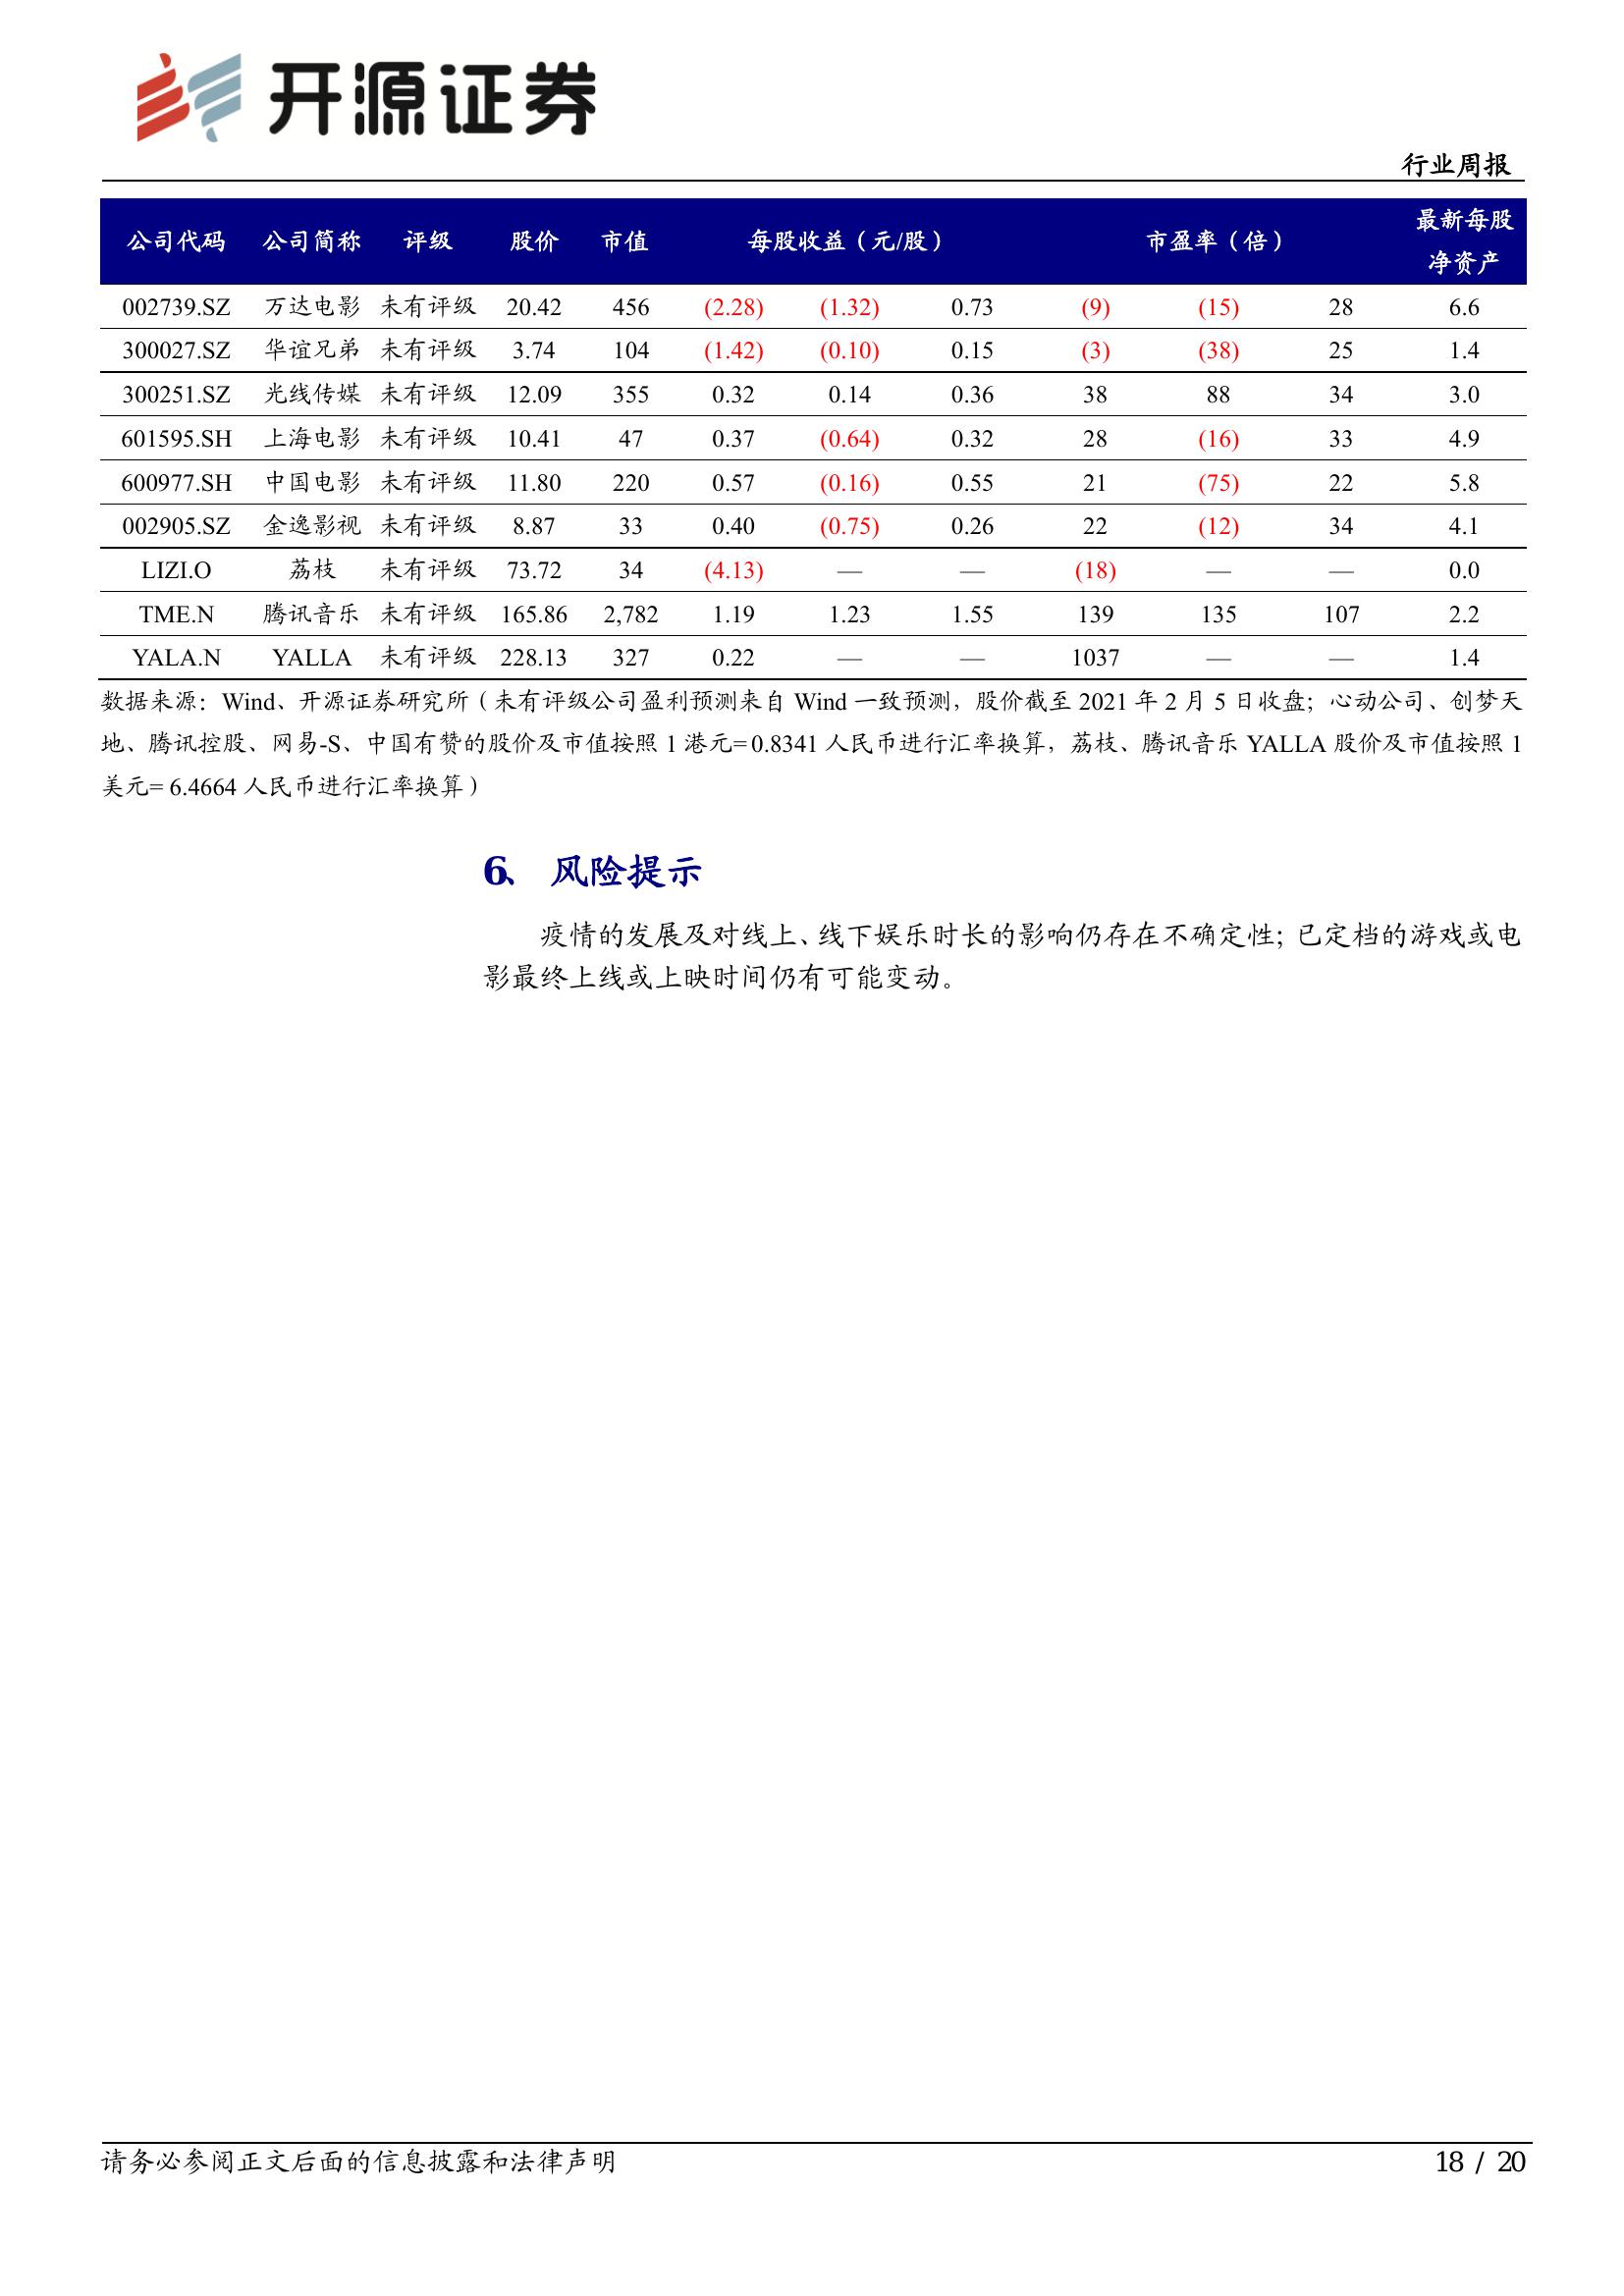 开源证券
行业周报
公司代码 公司简称 评级 股价 市值 每股收益（元/股） 市盈率（倍） 最新每股
净资产
002739.SZ 万达电影 未有评级 20.42 456 (2.28) (1.32) 0.73 (9) (15) 28 6.6
300027.SZ 华谊兄弟 未有评级 3.74 104 (1.42) (0.10) 0.15 (3) (38) 25 1.4
300251.SZ 光线传媒 未有评级 12.09 355 0.32 0.14 0.36 38 88 34 3.0
601595.SH 上海电影 未有评级 10.41 47 0.37 (0.64) 0.32 28 (16) 33 4.9
600977.SH 中国电影 未有评级 11.80 220 0.57 (0.16) 0.55 21 (75) 22 5.8
002905.SZ 金逸影视 未有评级 8.87 33 0.40 (0.75) 0.26 22 (12) 34 4.1
LIZI.O 荔枝 未有评级 73.72 34 (4.13) — — (18) — — 0.0
TME.N 腾讯音乐 未有评级 165.86 2,782 1.19 1.23 1.55 139 135 107 2.2
YALA.N YALLA 未有评级 228.13 327 0.22 — — 1037 — — 1.4
数据来源：Wind、开源证券研究所（未有评级公司盈利预测来自 Wind 一致预测，股价截至 2021 年 2 月 5 日收盘；心动公司、创梦天
地、腾讯控股、网易-S、中国有赞的股价及市值按照 1 港元= 0.8341 人民币进行汇率换算，荔枝、腾讯音乐 YALLA 股价及市值按照 1
美元= 6.4664 人民币进行汇率换算）
6、 风险提示
疫情的发展及对线上、线下娱乐时长的影响仍存在不确定性；已定档的游戏或电
影最终上线或上映时间仍有可能变动。
请务必参阅正文后面的信息披露和法律声明 18 / 20